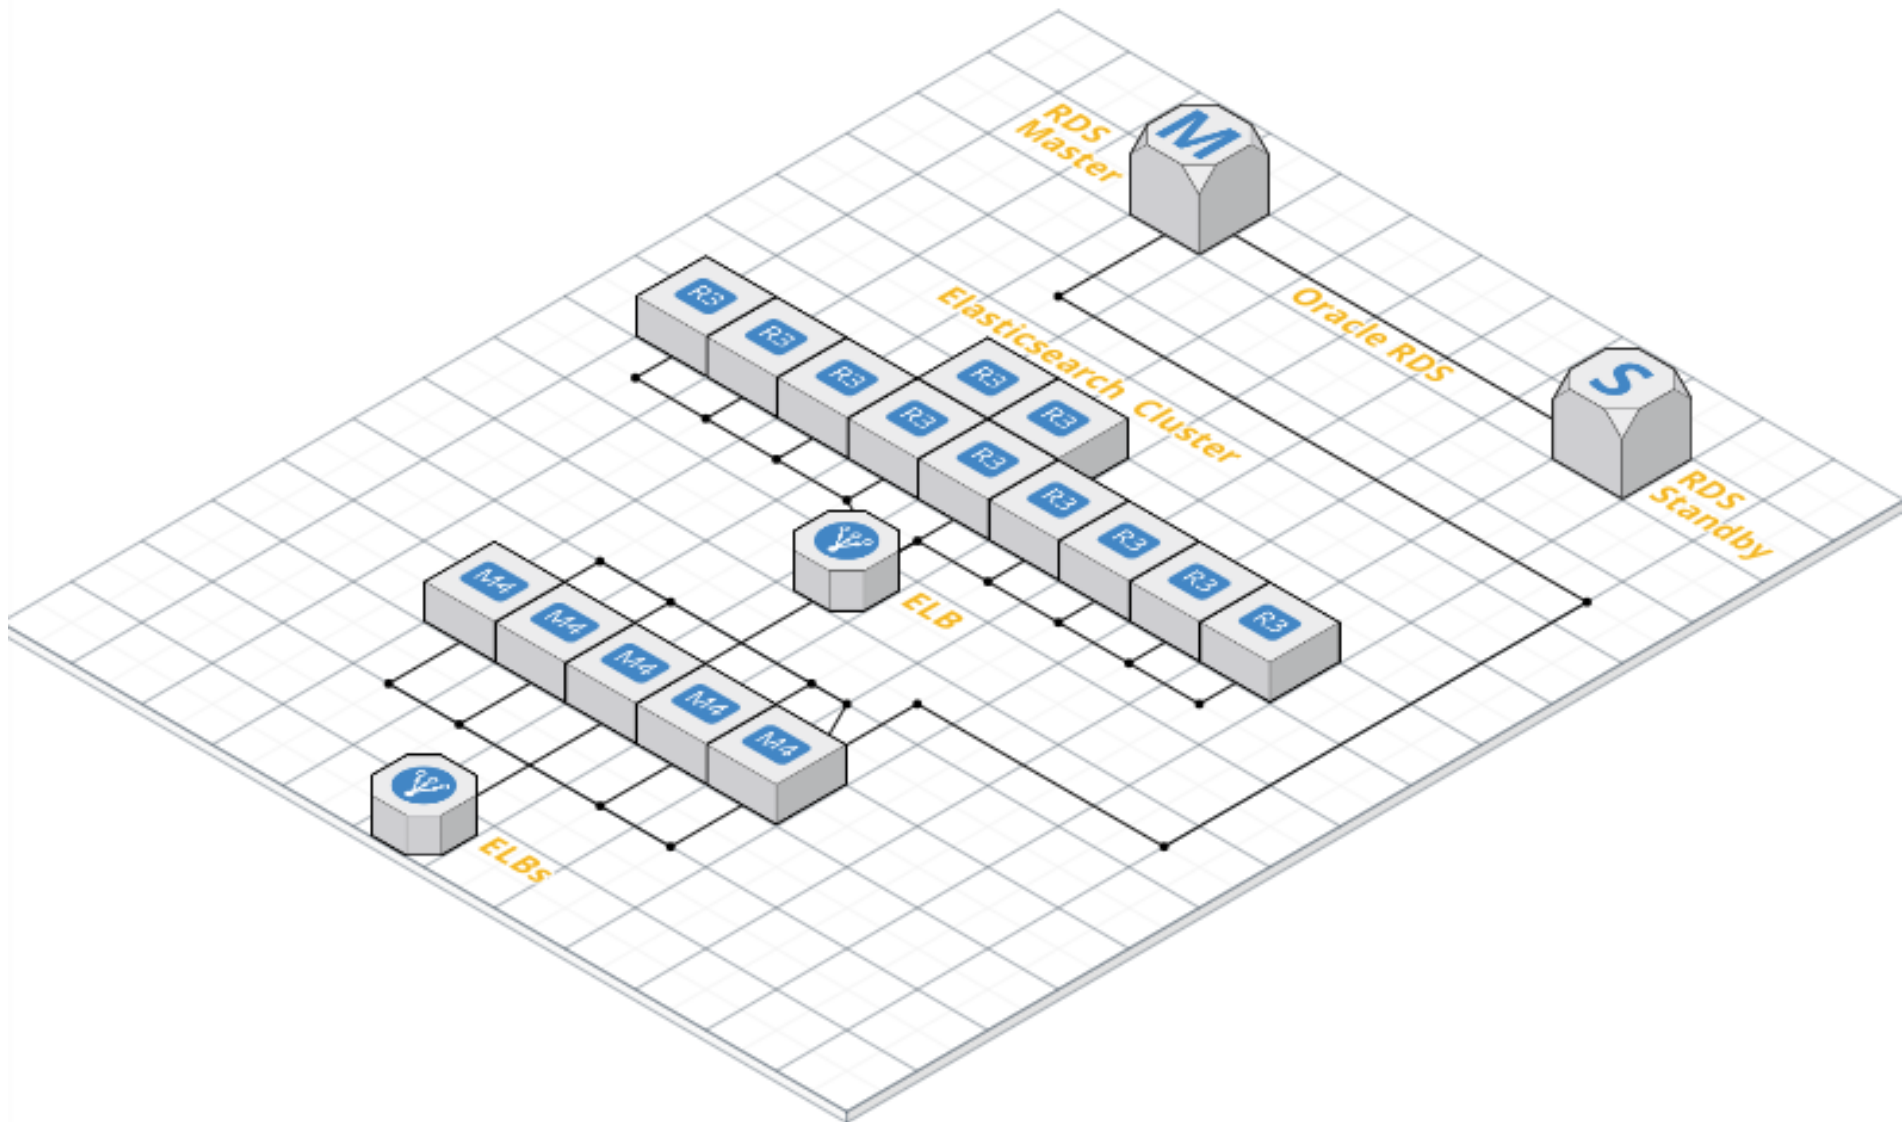 RDS
Master
M
Oracle RDS
S
RDS
Standby
Elasticsearch Cluster
R3
R3
R3
R3
R3
R3
R3
R3
R3
R3
R3
ELB
M4
M4
M4
M4
M4
ELBs